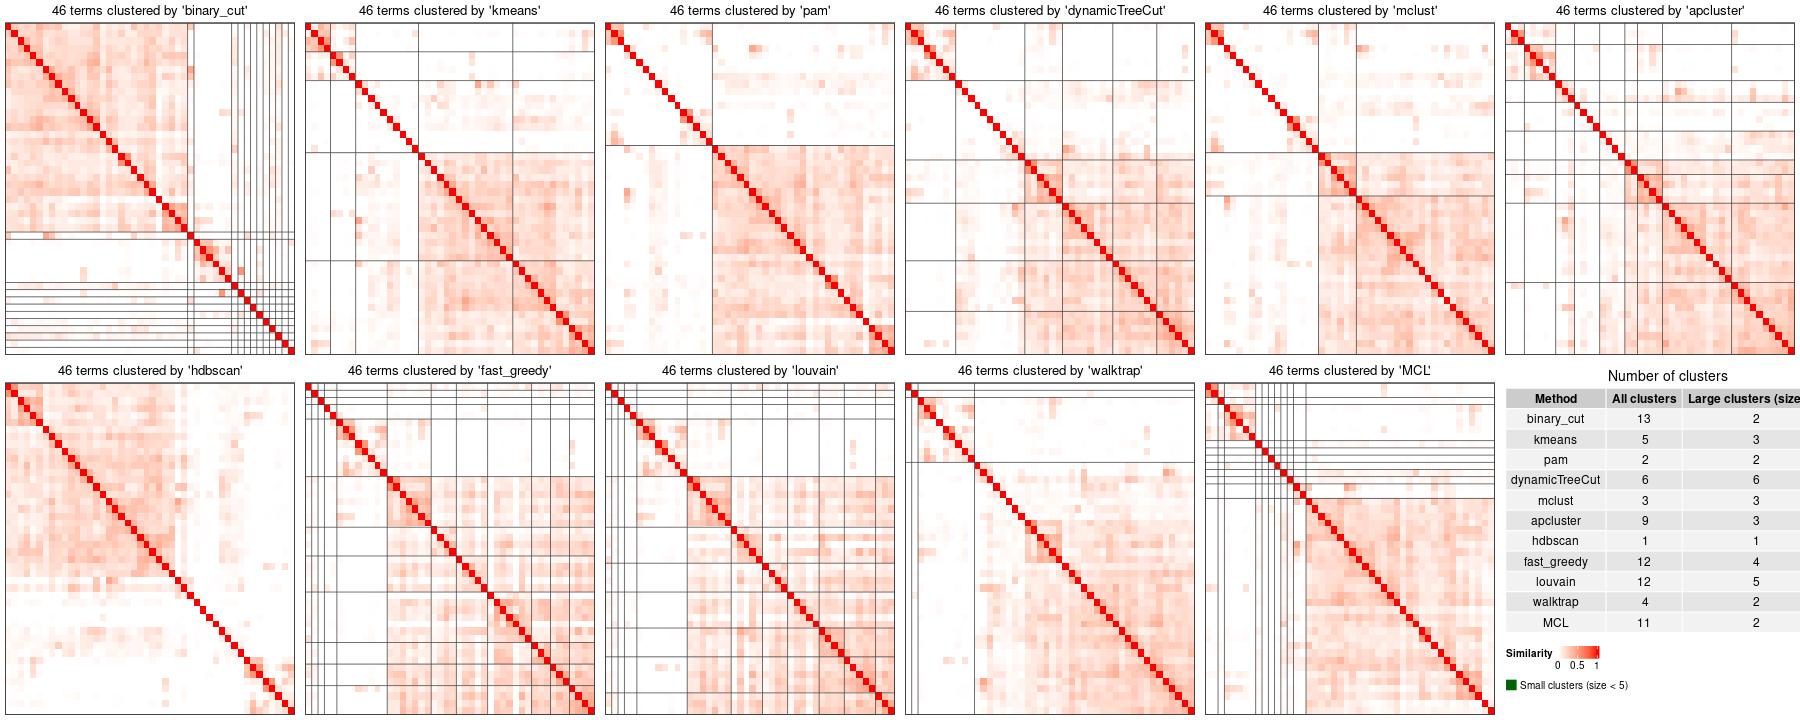 46 terms clustered by 'binary_cut'
46 terms clustered by 'kmeans'
46 terms clustered by 'pam'
46 terms clustered by 'dynamicTreeCut'
46 terms clustered by 'mclust'
46 terms clustered by 'apcluster'
46 terms clustered by 'hdbscan'
46 terms clustered by 'fast_greedy'
46 terms clustered by 'louvain'
46 terms clustered by 'walktrap'
46 terms clustered by 'MCL'
Number of clusters
Method All clusters Large clusters (size
binary_cut 13 2
kmeans 5 3
pam 2 2
dynamicTreeCut 6 6
mclust 3 3
apcluster 9 3
hdbscan 1 1
fast_greedy 12 4
louvain 12 5
walktrap 4 2
MCL 11 2
Similarity
0 0.5 1
Small clusters (size < 5)